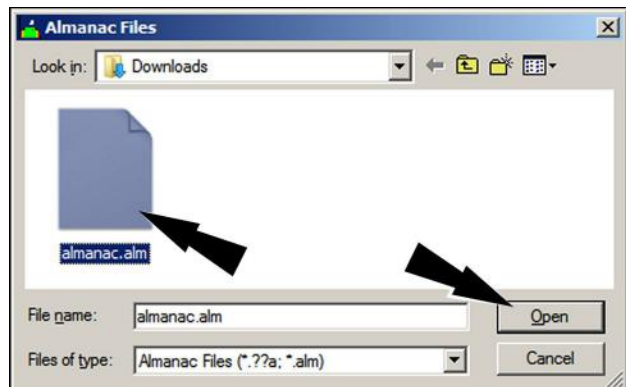 Almanac Files
Look in: Downloads
almanac.alm
File name: almanac.alm Open
Files of type: Almanac Files (*.??a; *.alm) Cancel